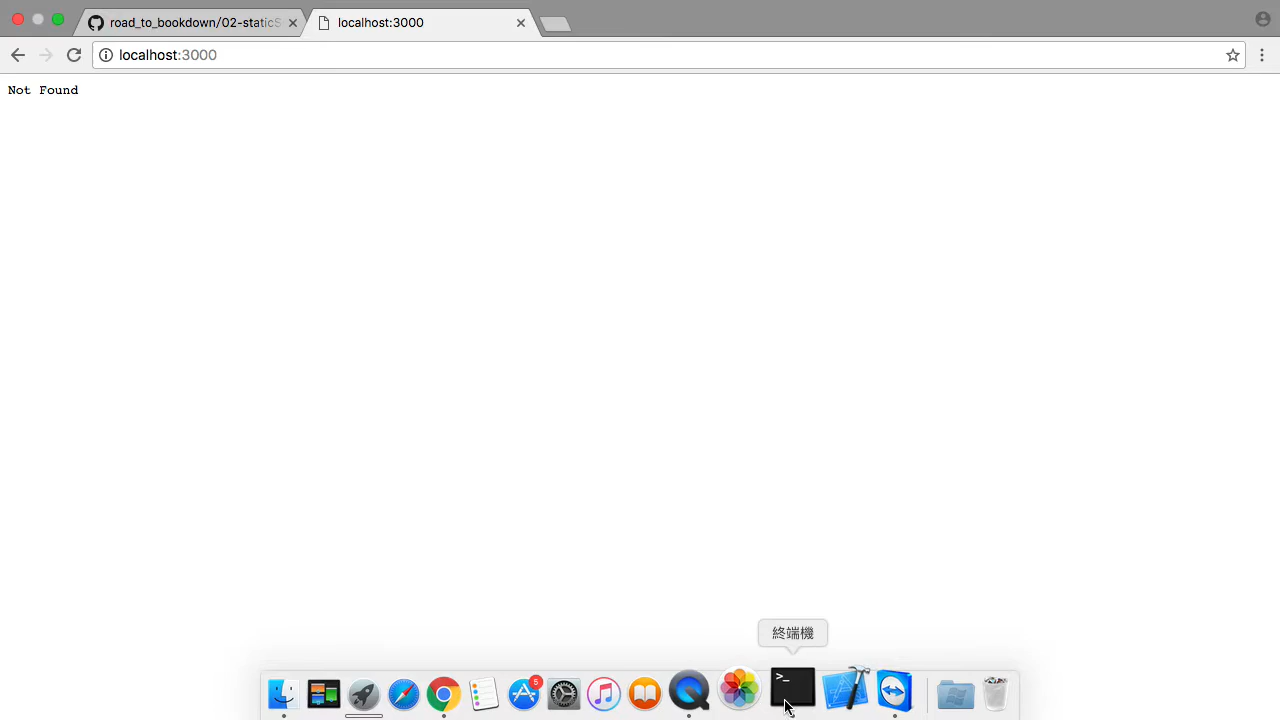 road_to_bookdown/02-staticS
localhost:3000
localhost:3000
Not Found
終端機
5
>_